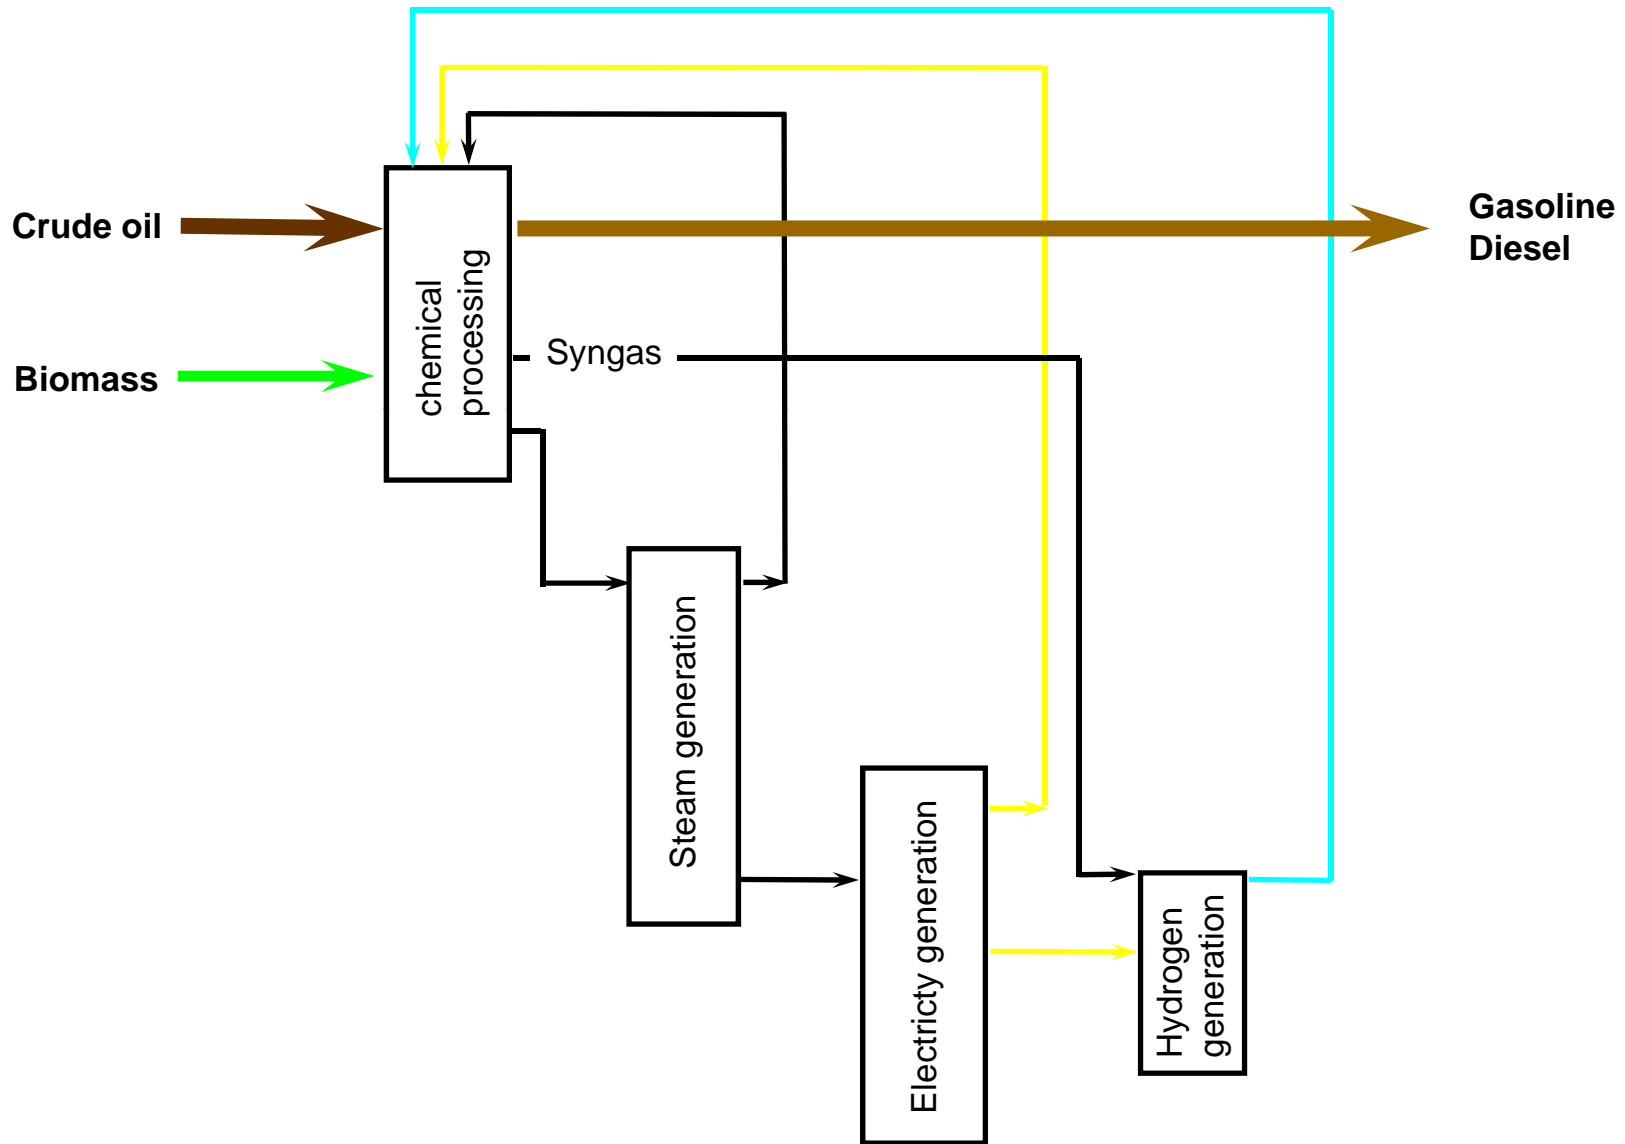 Crude oil
Biomass
chemical
processing
Syngas
Gasoline
Diesel
Steam generation
Electricty generation
Hydrogen
generation